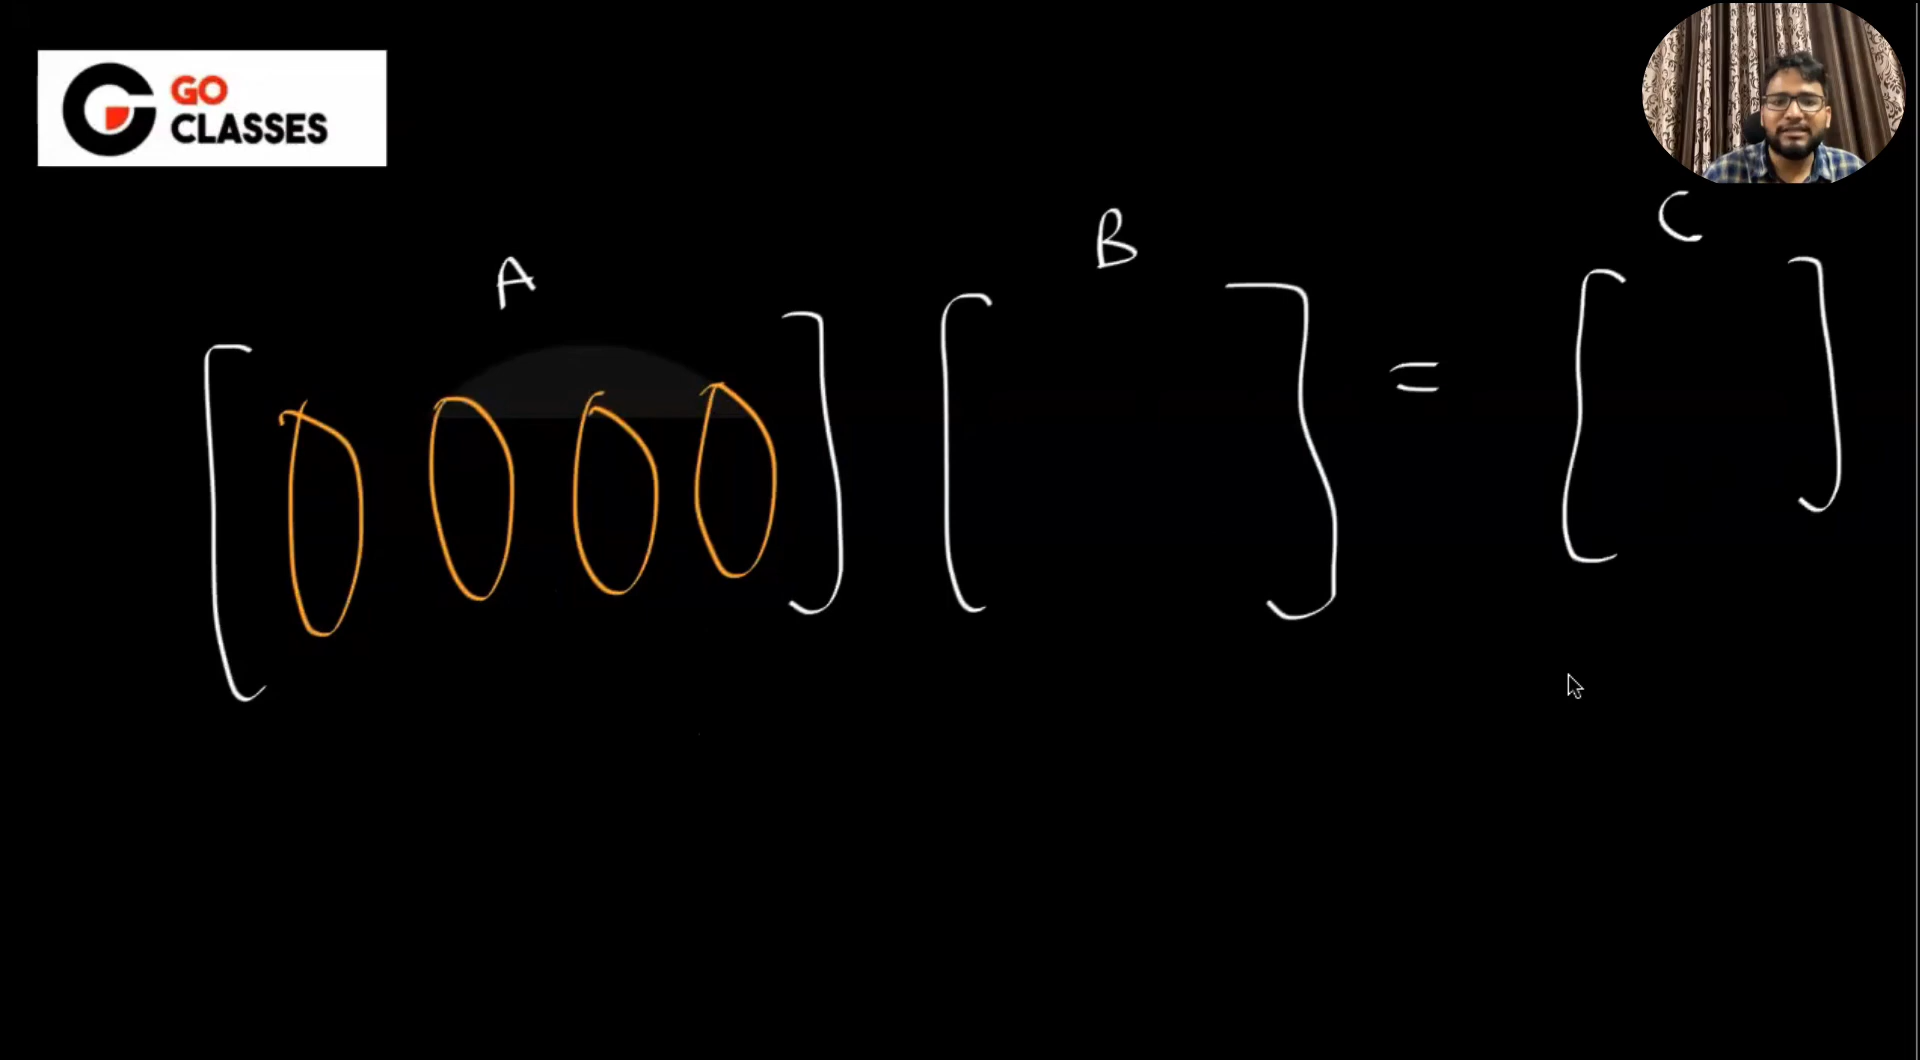 GO
CLASSES
A B C
=